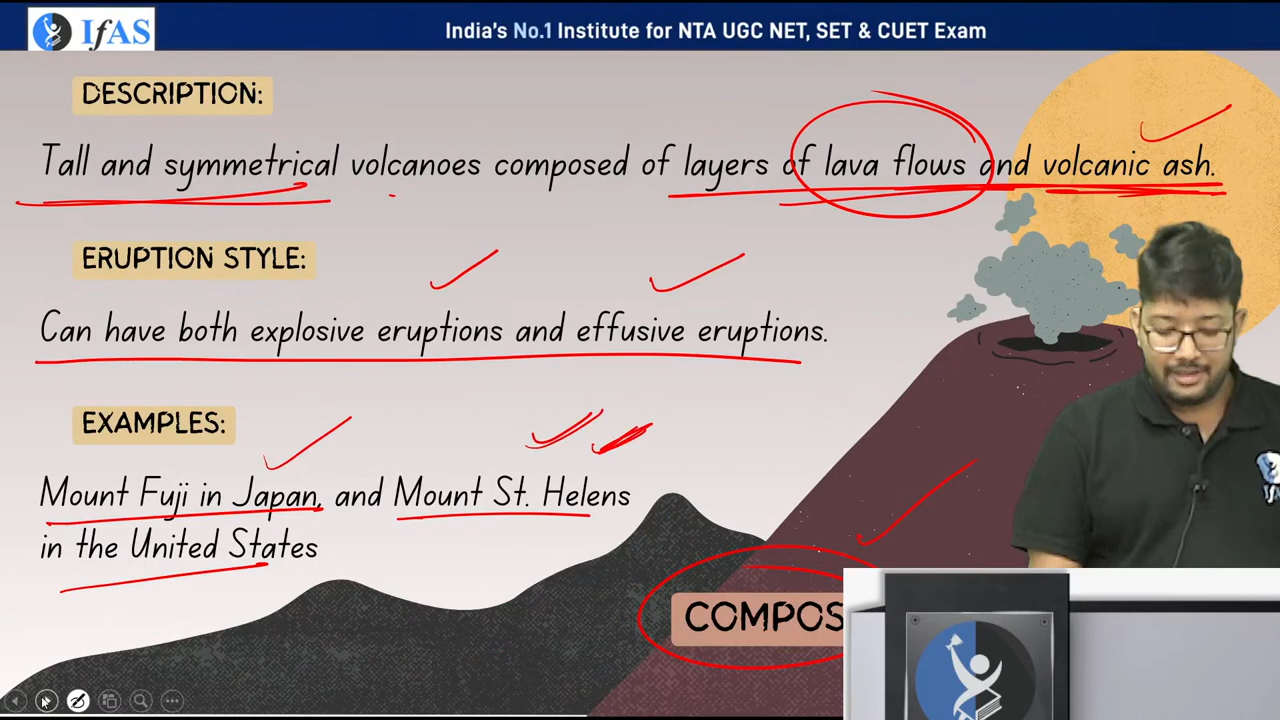 IfAS
India's No.1 Institute for NTA UGC NET, SET & CUET Exam
DESCRIPTION:
Tall and symmetrical volcanoes composed of layers of lava flows and volcanic ash.
ERUPTION STYLE:
Can have both explosive eruptions and effusive eruptions.
EXAMPLES:
Mount Fuji in Japan, and Mount St. Helens
in the United States
COMPOS